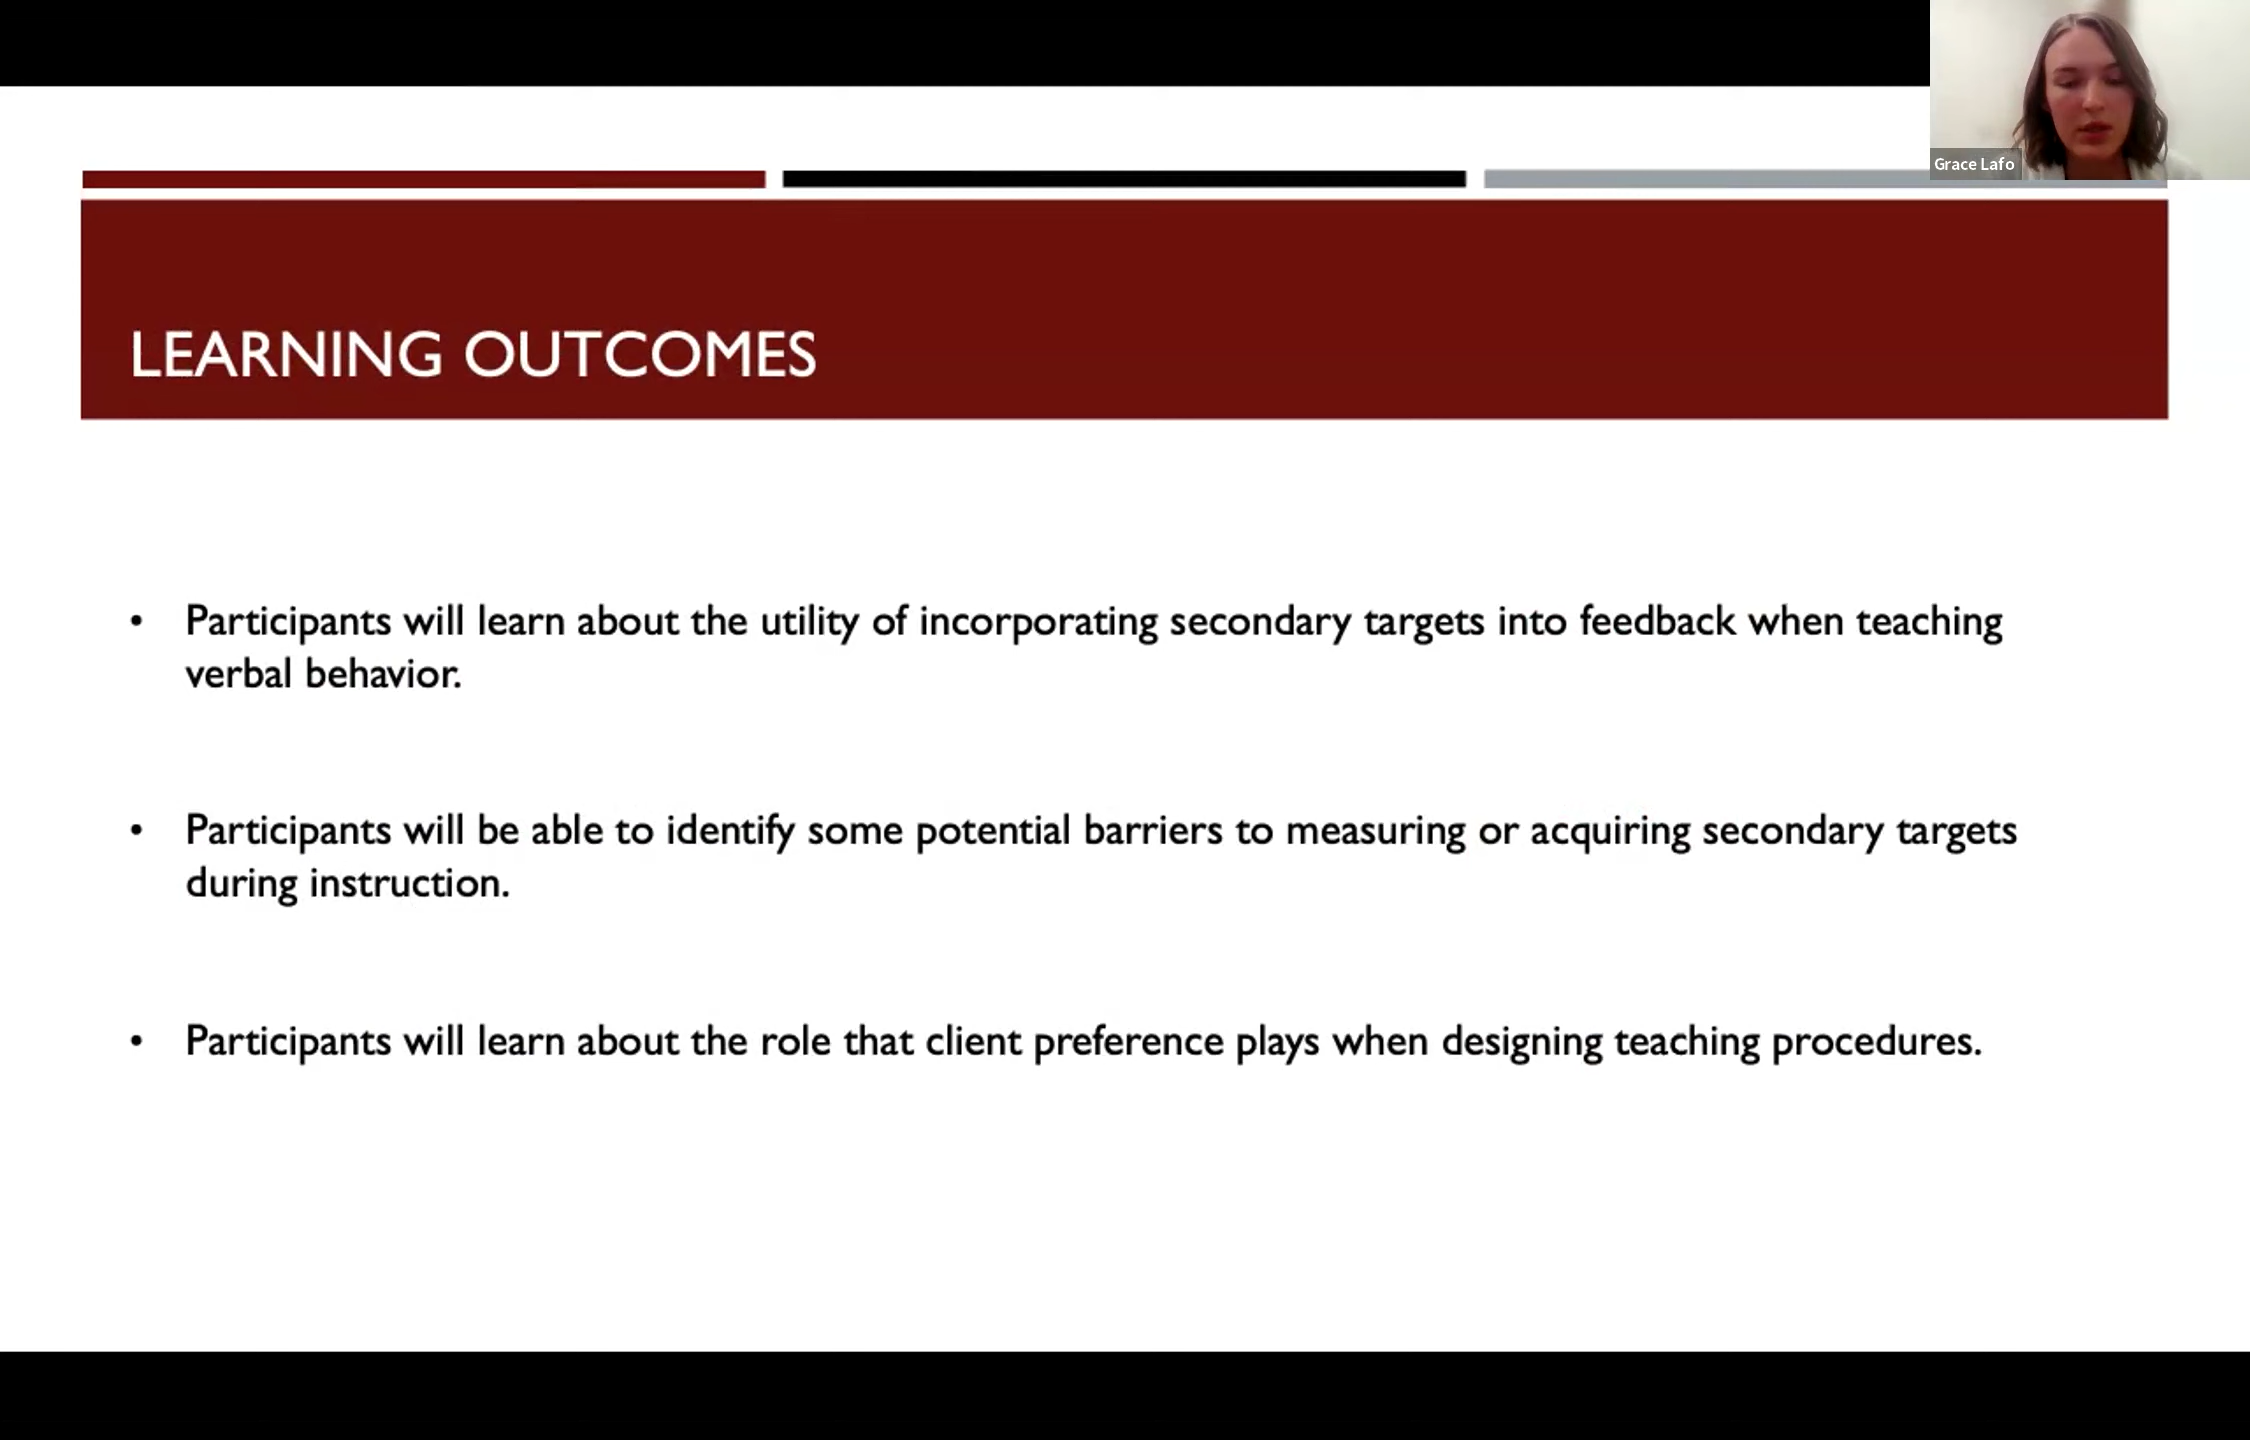 Grace Lafo
LEARNING OUTCOMES
• Participants will learn about the utility of incorporating secondary targets into feedback when teaching
verbal behavior.
• Participants will be able to identify some potential barriers to measuring or acquiring secondary targets
during instruction.
• Participants will learn about the role that client preference plays when designing teaching procedures.